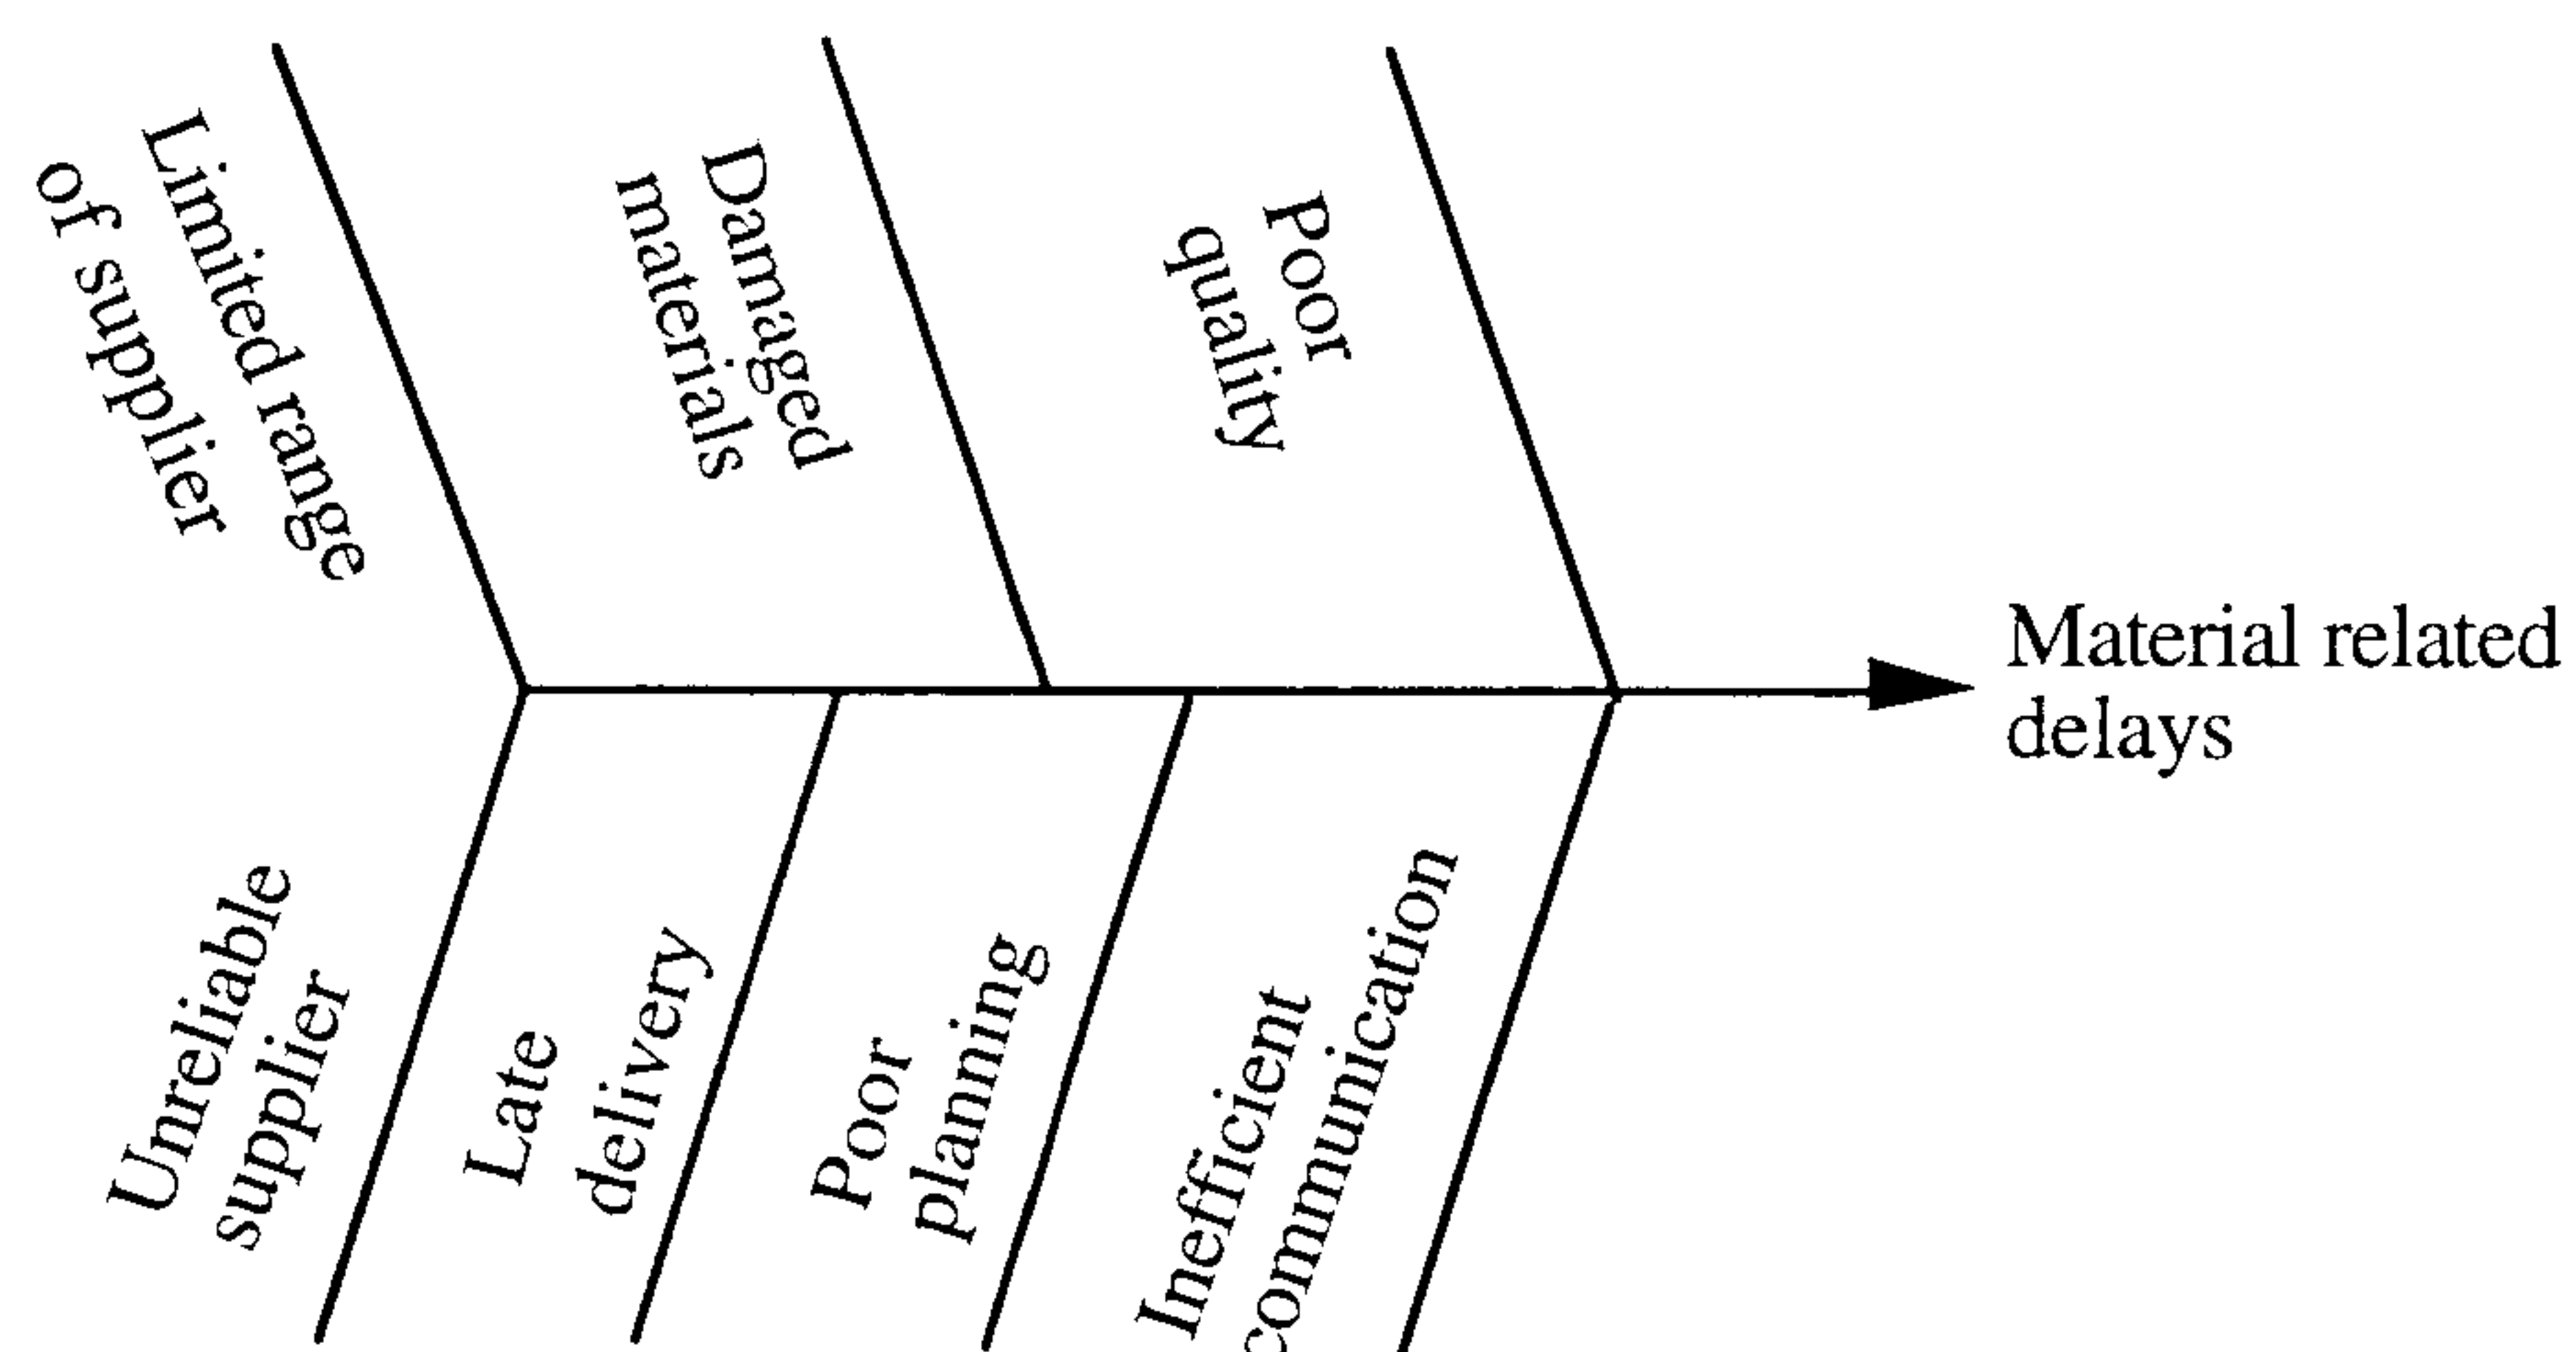 Limited range
of supplier
Damaged
materials
Poor
quality
Material related
delays
Unreliable
supplier
Late
delivery
Poor
planning
Inefficient
communication